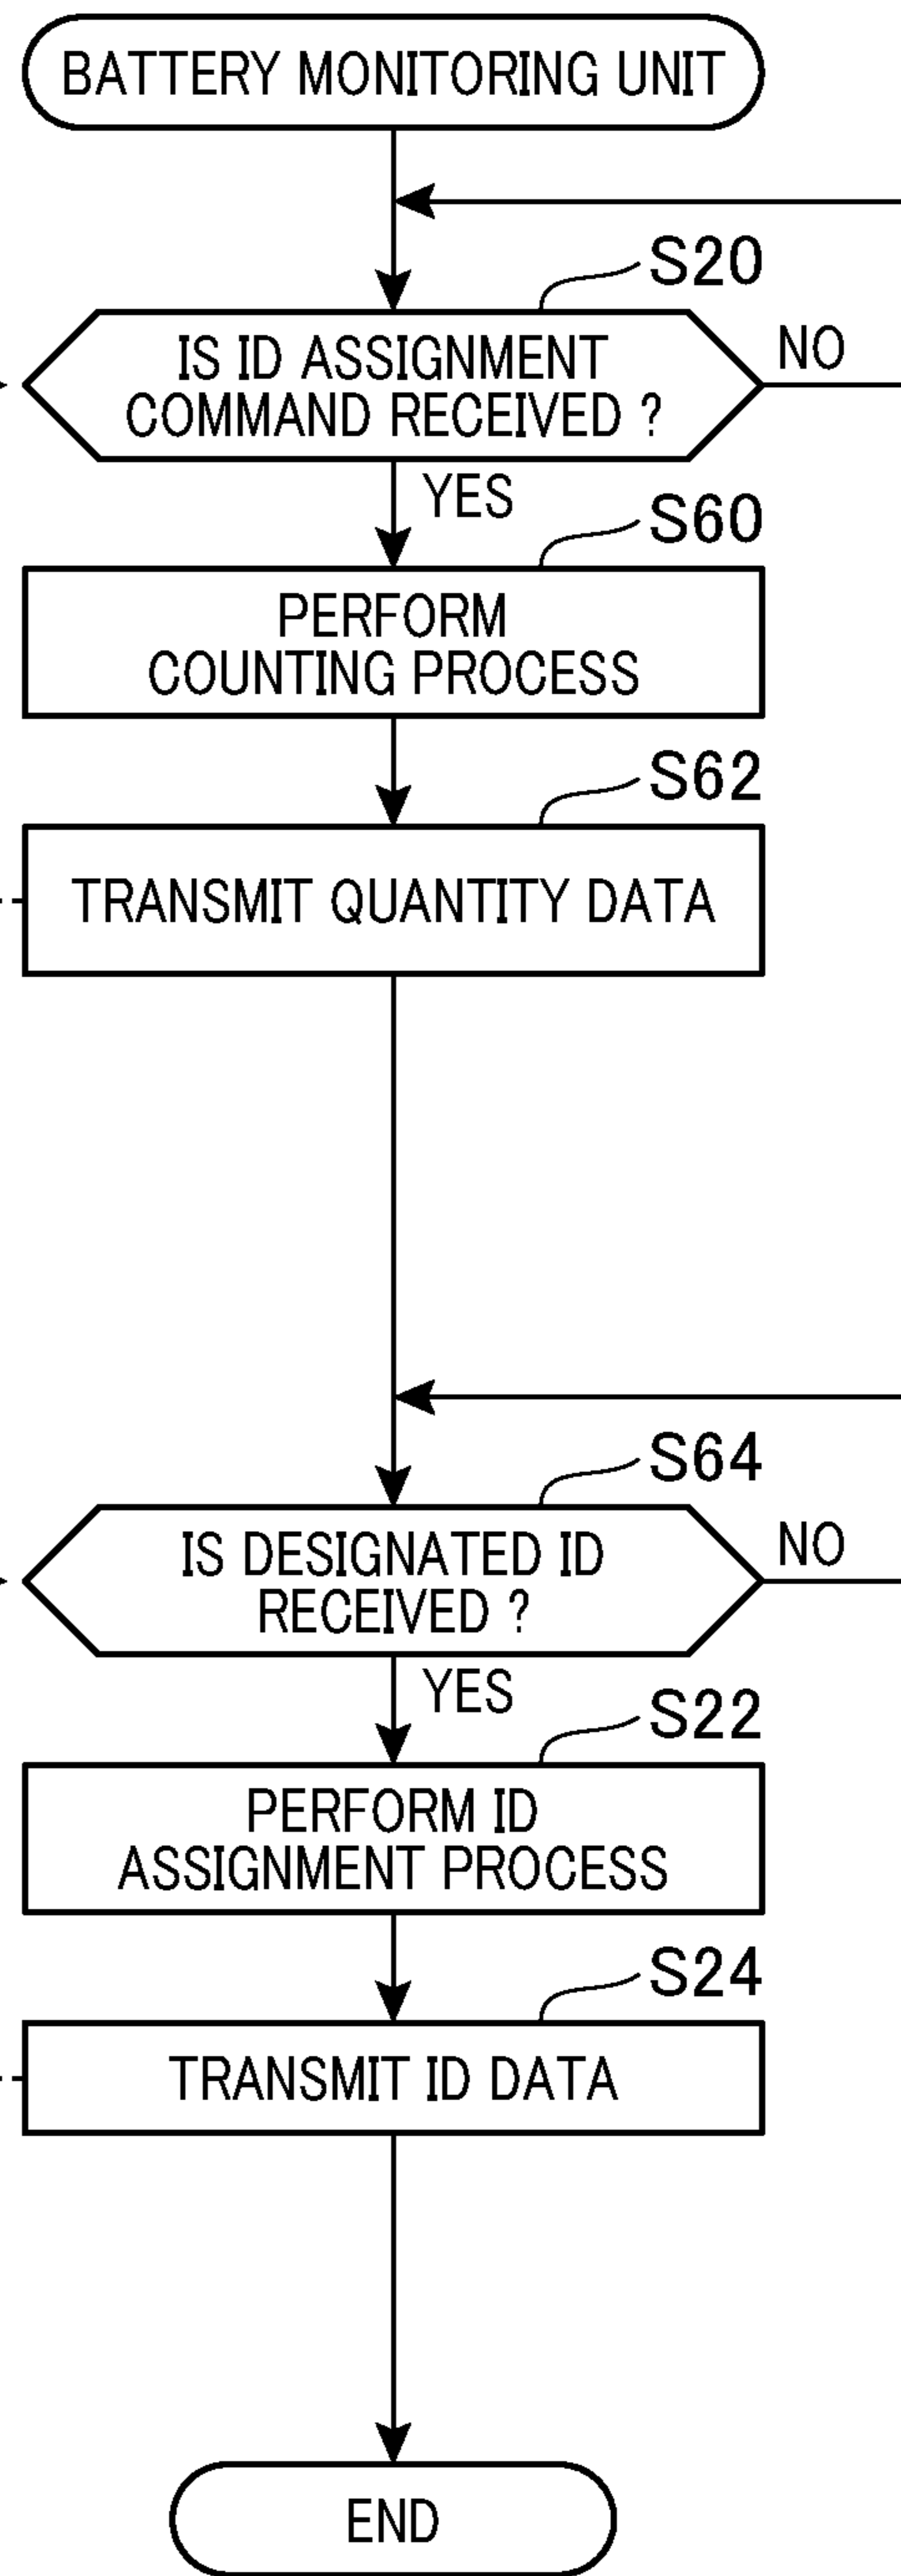 BATTERY MONITORING UNIT
S20
IS ID ASSIGNMENT
COMMAND RECEIVED ?
NO
YES
S60
PERFORM
COUNTING PROCESS
S62
TRANSMIT QUANTITY DATA
S64
IS DESIGNATED ID
RECEIVED ?
NO
YES
S22
PERFORM ID
ASSIGNMENT PROCESS
S24
TRANSMIT ID DATA
END